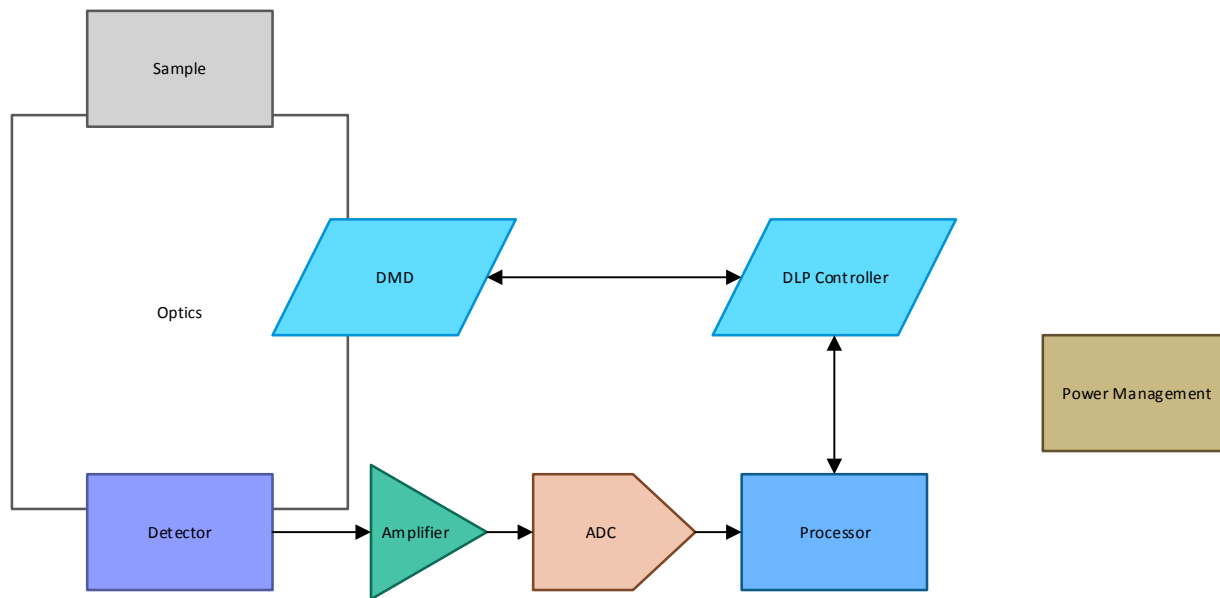 Sample
DMD
DLP Controller
Optics
Power Management
Detector
Amplifier
ADC
Processor